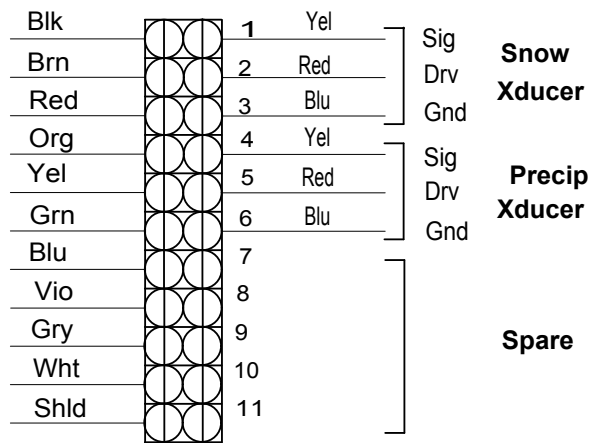 Blk 1 Yel Sig
Brn 2 Red Drv
Red 3 Blu Gnd
Snow
Xducer
Org 4 Yel Sig
Yel 5 Red Drv
Grn 6 Blu Gnd
Precip
Xducer
Blu 7
Vio 8
Gry 9
Wht 10
Shld 11
Spare